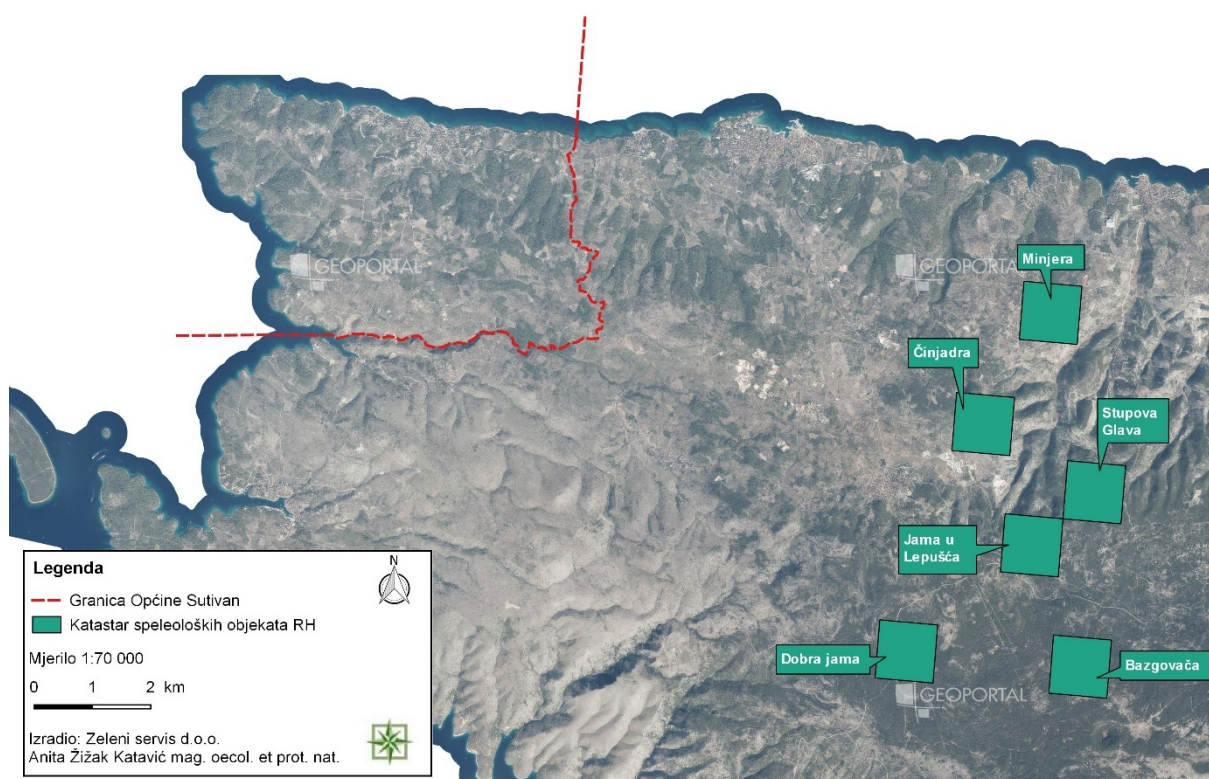 GEOPORTAL
GEOPORTAL
Minjera
Činjadra
Stupova
Glava
Jama u
Lepušća
Dobra jama
Bazgovača
GEOPORTAL
Legenda
N
Granica Općine Sutivan
Katastar speleoloških objekata RH
Mjerilo 1:70 000
0 1 2 km
Izradio: Zeleni servis d.o.o.
Anita Žižak Katavić mag. oecol. et prot. nat.